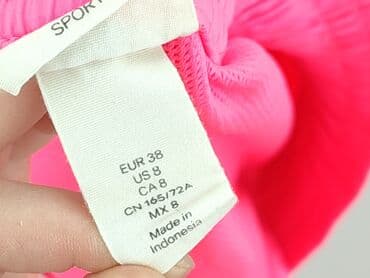 SPORT
EUR 38
US 8
CA 8
CN 165/72A
MX 8
Made in
Indonesia